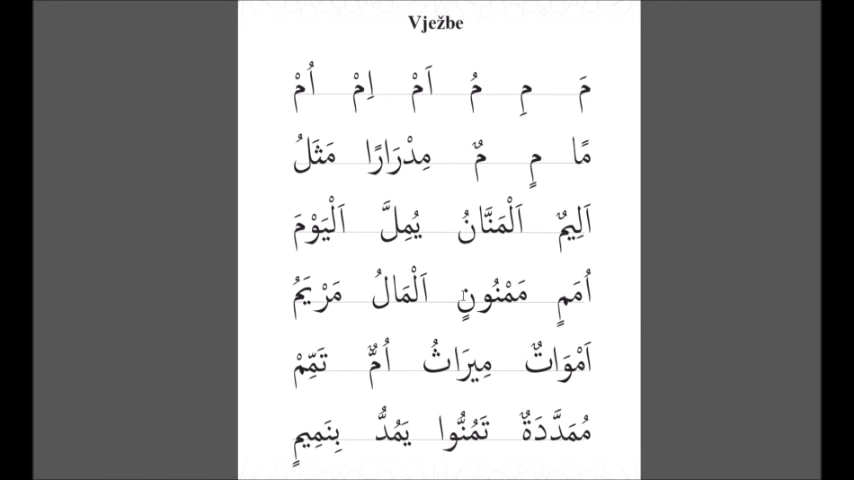 Vježbe
مَ مِ مُ اَمْ اِمْ اُمْ
مًا مٍ مٌ مِدْرَارًا مَثَلُ
اَلِيمٌ اَلْمَنَّانُ يُمِلَّ اَلْيَوْمَ
اُمَمٍ مَمْنُونٍ اَلْمَالُ مَرْيَمُ
اَمْوَاتٌ مِيرَاثُ اُمٌّ تَمِّمْ
مُمَدَّدَةٌ تَمُنُّوا يَمُدُّ بِنَمِيمٍ